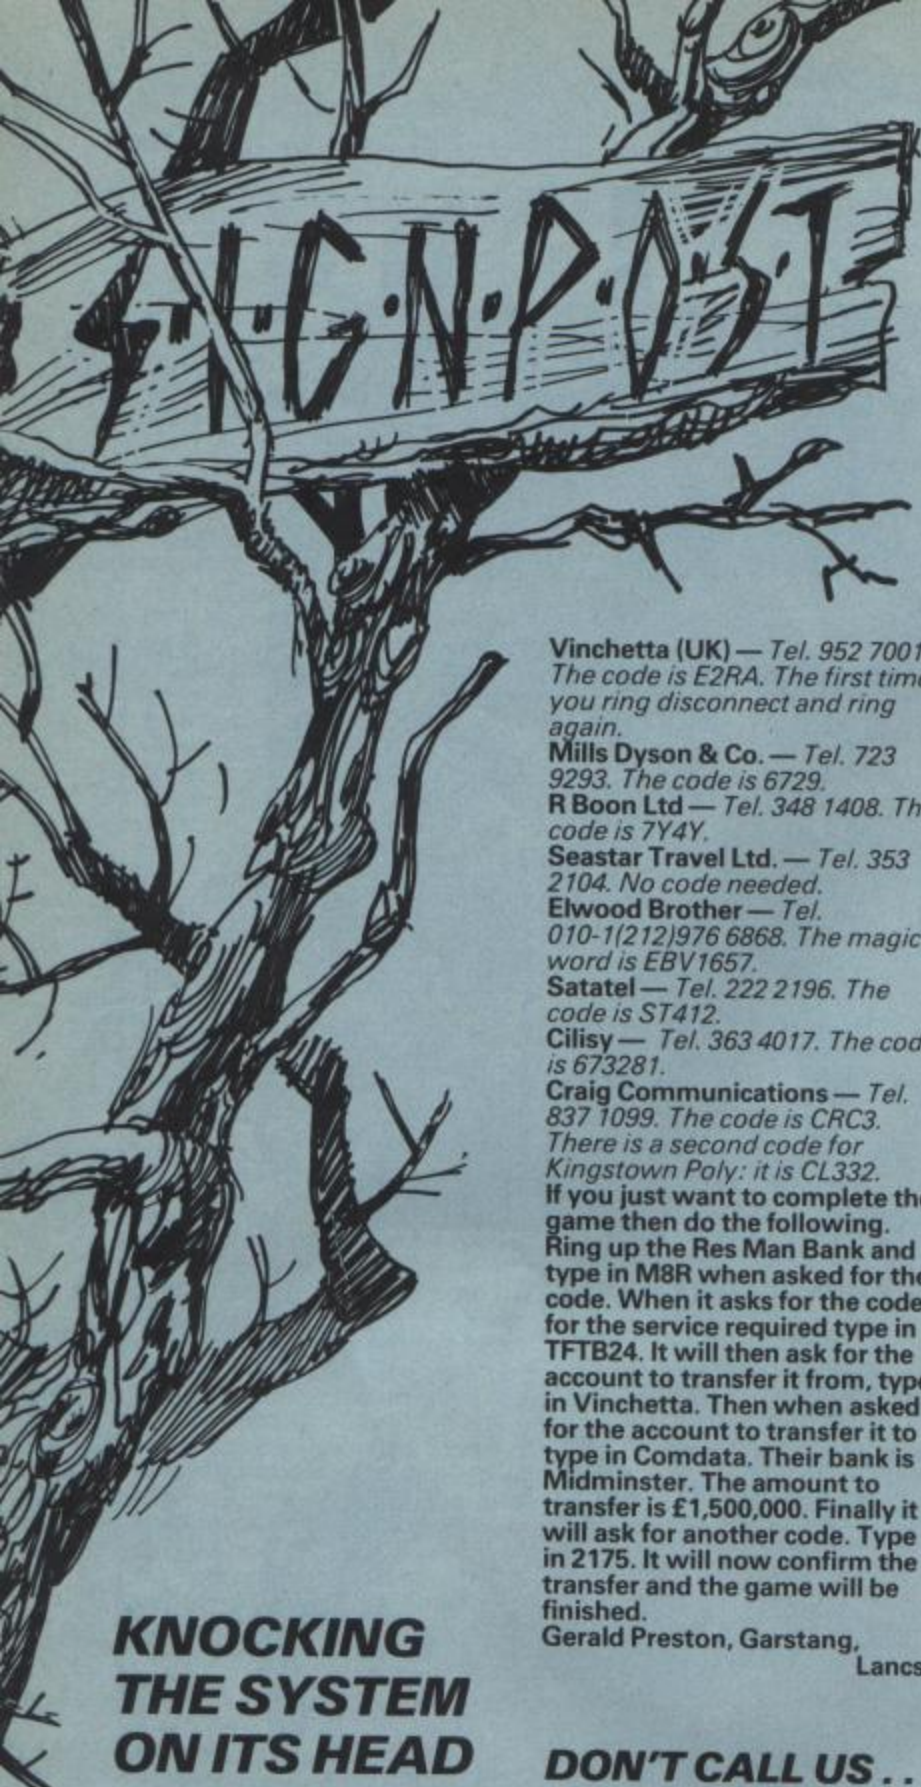 S·I·G·N·P·O·S·T
KNOCKING
THE SYSTEM
ON ITS HEAD
Vinchetta (UK) — Tel. 952 7001
The code is E2RA. The first time
you ring disconnect and ring
again.
Mills Dyson & Co. — Tel. 723
9293. The code is 6729.
R Boon Ltd — Tel. 348 1408. Th
code is 7Y4Y.
Seastar Travel Ltd. — Tel. 353
2104. No code needed.
Elwood Brother — Tel.
010-1(212)976 6868. The magic
word is EBV1657.
Satatel — Tel. 222 2196. The
code is ST412.
Cilisy — Tel. 363 4017. The cod
is 673281.
Craig Communications — Tel.
837 1099. The code is CRC3.
There is a second code for
Kingstown Poly: it is CL332.
If you just want to complete the
game then do the following.
Ring up the Res Man Bank and
type in M8R when asked for the
code. When it asks for the code
for the service required type in
TFTB24. It will then ask for the
account to transfer it from, type
in Vinchetta. Then when asked
for the account to transfer it to
type in Comdata. Their bank is
Midminster. The amount to
transfer is £1,500,000. Finally it
will ask for another code. Type
in 2175. It will now confirm the
transfer and the game will be
finished.
Gerald Preston, Garstang,
Lancs
DON'T CALL US . .